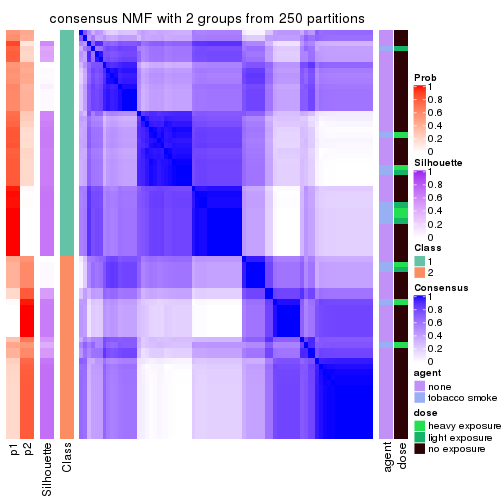 consensus NMF with 2 groups from 250 partitions
Prob
1
0.8
0.6
0.4
0.2
0
Silhouette
1
0.8
0.6
0.4
0.2
0
Class
1
2
Consensus
1
0.8
0.6
0.4
0.2
0
agent
none
tobacco smoke
dose
heavy exposure
light exposure
no exposure
p1
p2
Silhouette
Class
agent
dose